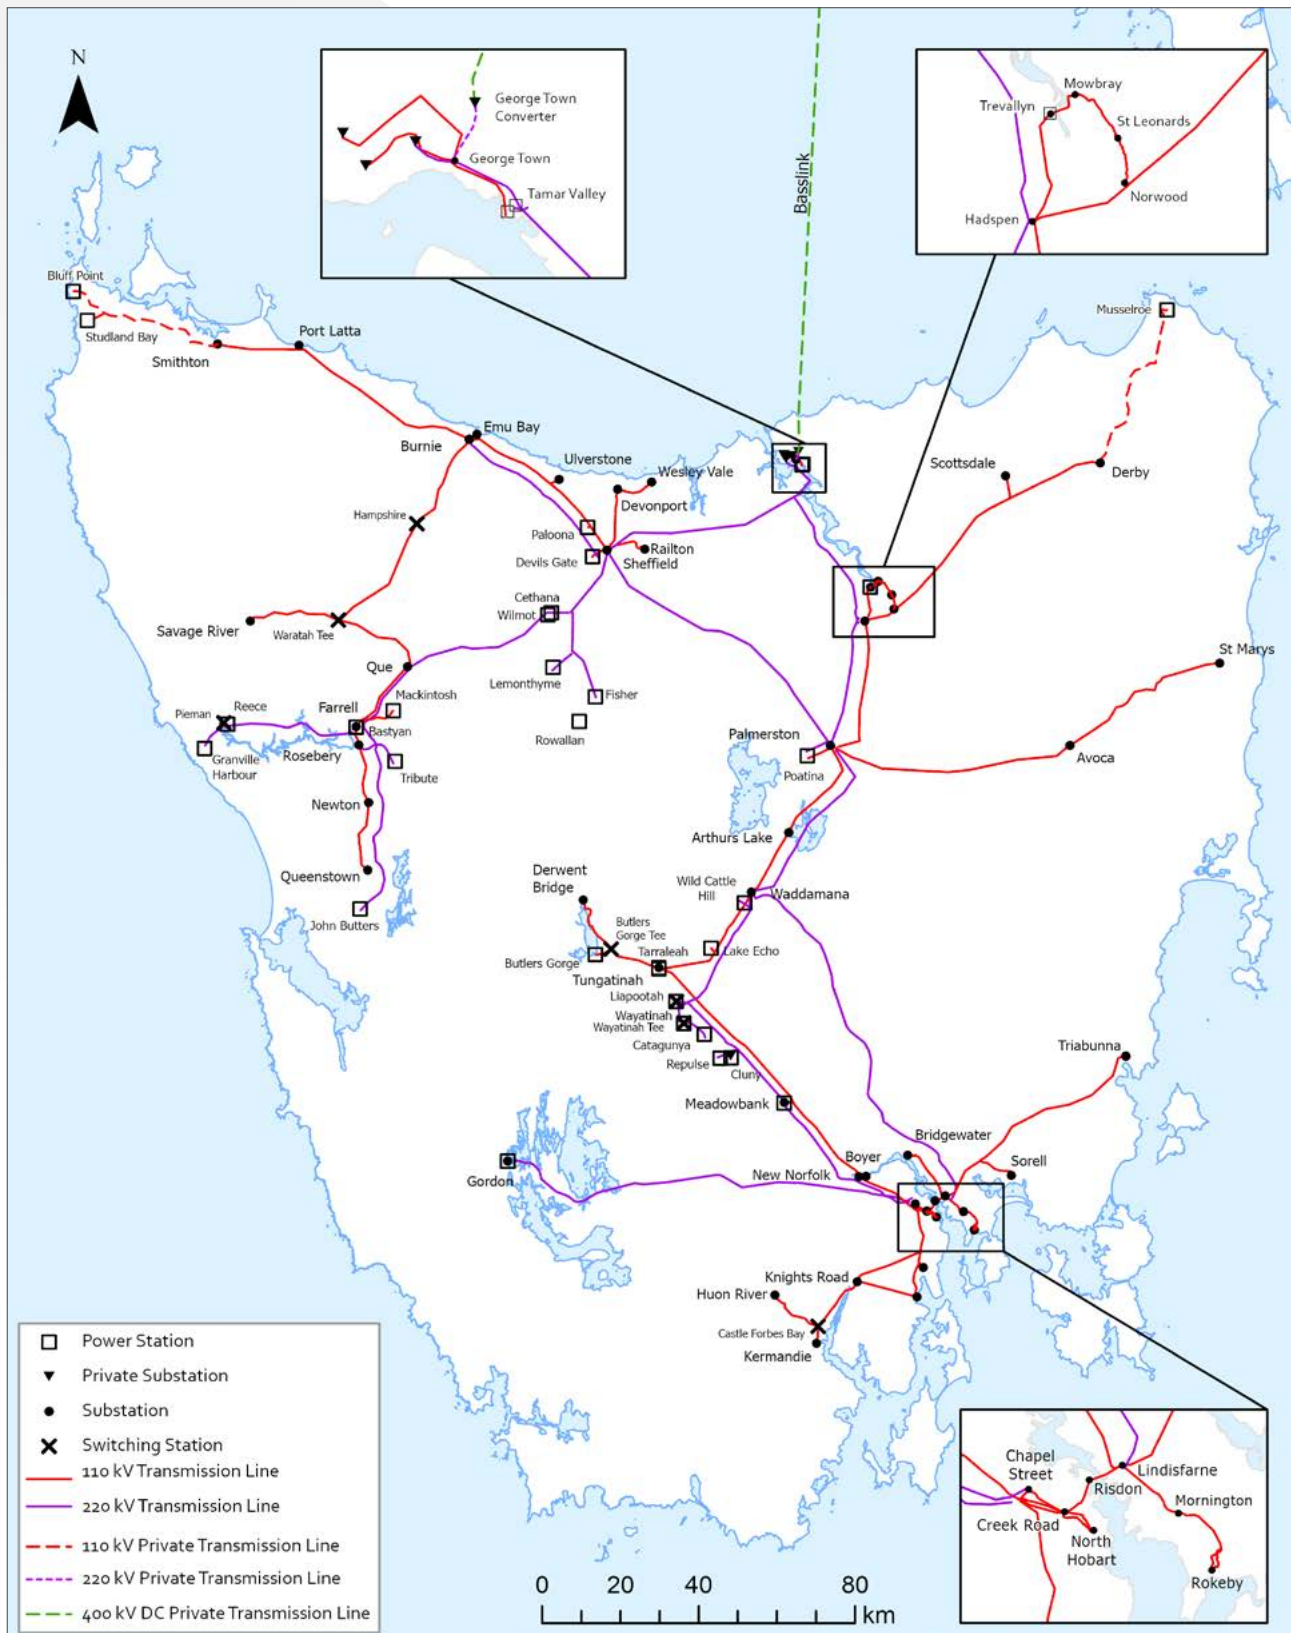 N
George Town
Converter
George Town
Tamar Valley
Basslink
Mowbray
Trevallyn
St Leonards
Norwood
Hadspen
Bluff Point
Studland Bay
Smithton
Port Latta
Musselroe
Burnie
Emu Bay
Ulverstone
Wesley Vale
Devonport
Scottsdale
Derby
Hampshire
Paloona
Devils Gate
Railton
Sheffield
Cethana
Wilmot
Savage River
Waratah Tee
Que
Lemonthyme
Fisher
Rowallan
St Marys
Mackintosh
Farrell
Bastyan
Pieman
Reece
Granville
Harbour
Rosebery
Tribute
Palmerston
Poatina
Avoca
Newton
Arthurs Lake
Queenstown
John Butters
Derwent
Bridge
Wild Cattle
Hill
Waddamana
Butlers
Gorge Tee
Butlers Gorge
Tarraleah
Lake Echo
Tungatinah
Liapootah
Wayatinah
Wayatinah Tee
Catagunya
Repulse
Cluny
Triabunna
Meadowbank
Bridgewater
Boyer
Sorell
New Norfolk
Gordon
Knights Road
Huon River
Castle Forbes Bay
Kermandie
Power Station
Private Substation
Substation
Switching Station
110 kV Transmission Line
220 kV Transmission Line
110 kV Private Transmission Line
220 kV Private Transmission Line
400 kV DC Private Transmission Line
0 20 40 80
km
Chapel
Street
Lindisfarne
Risdon
Mornington
Creek Road
North
Hobart
Rokeby